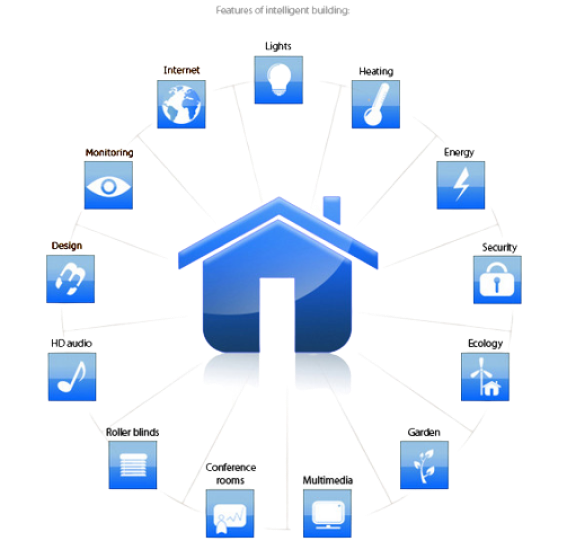 Features of intelligent building:
Lights
Internet
Heating
Monitoring
Energy
Design
Security
HD audio
Ecology
Roller blinds
Garden
Conference
rooms
Multimedia